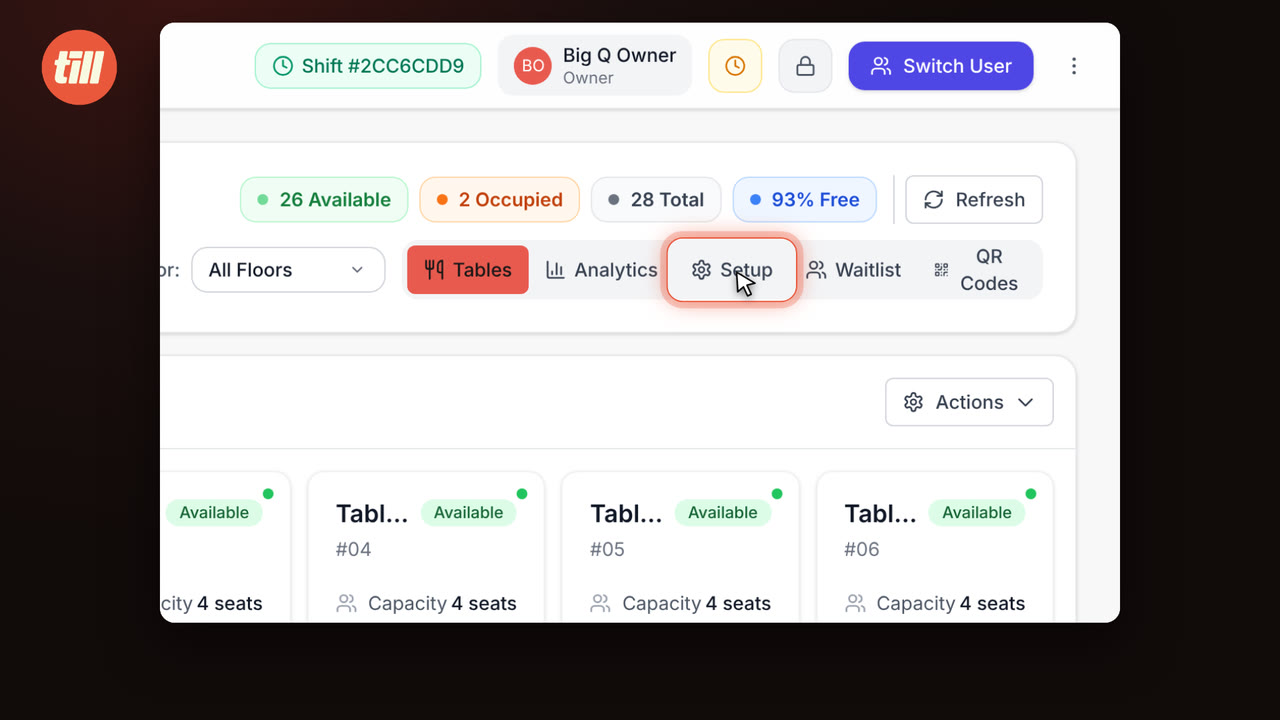 till
Shift #2CC6CDD9
BO
Big Q Owner
Owner
Switch User
26 Available
2 Occupied
28 Total
93% Free
Refresh
or:
All Floors
Tables
Analytics
Setup
Waitlist
QR
Codes
Actions
Available
Tabl...
Available
Tabl...
Available
Tabl...
Available
#04
#05
#06
city 4 seats
Capacity 4 seats
Capacity 4 seats
Capacity 4 seats